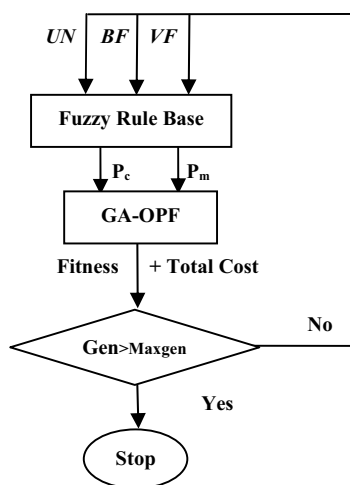 UN BF VF
Fuzzy Rule Base
Pc Pm
GA-OPF
Fitness + Total Cost
No
Gen>Maxgen
Yes
Stop